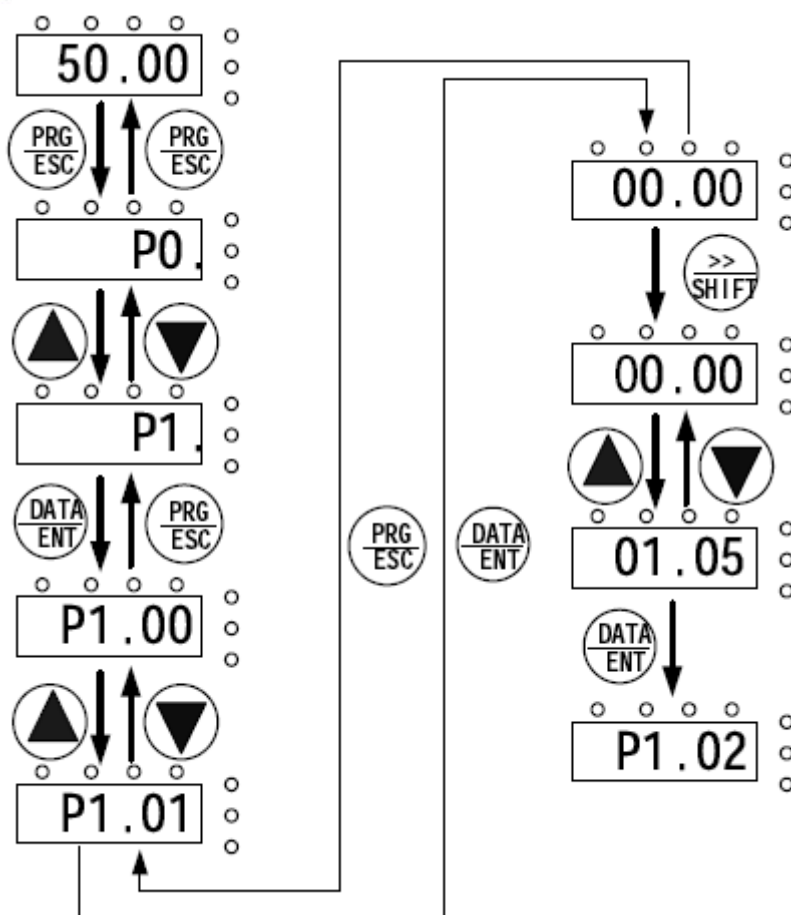 50.00
PRG
ESC
PRG
ESC
P0.
P1.
DATA
ENT
PRG
ESC
P1.00
P1.01
PRG
ESC
DATA
ENT
00.00
>>
SHIFT
00.00
01.05
DATA
ENT
P1.02